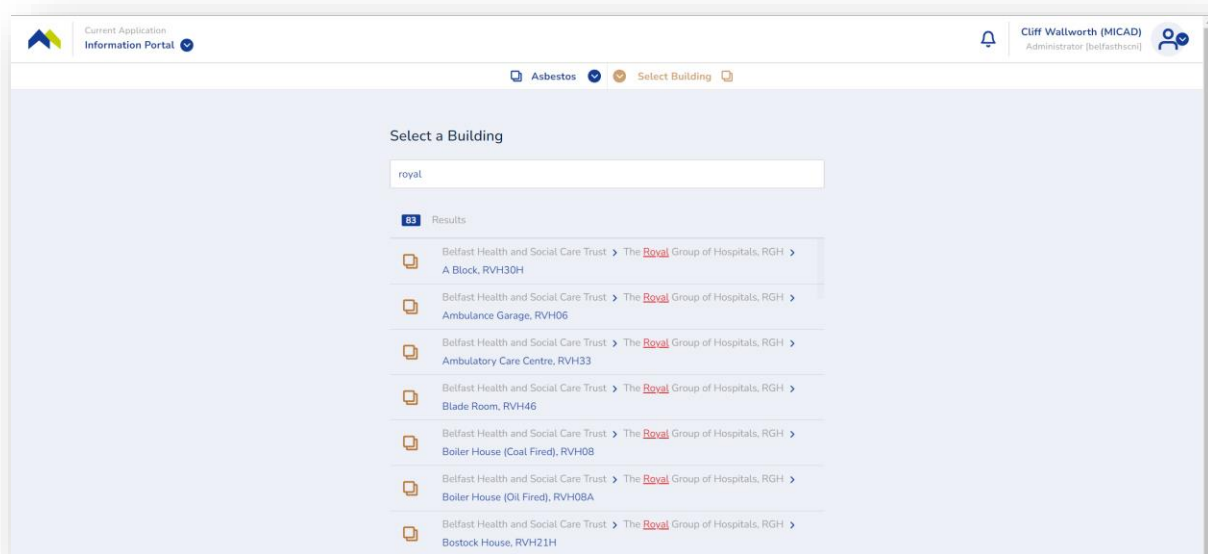 Current Application
Information Portal
Cliff Wallworth (MICAD)
Administrator [belfasthscni]
Asbestos
Select Building
Select a Building
royal
83 Results
Belfast Health and Social Care Trust > The Royal Group of Hospitals, RGH >
A Block, RVH30H
Belfast Health and Social Care Trust > The Royal Group of Hospitals, RGH >
Ambulance Garage, RVH06
Belfast Health and Social Care Trust > The Royal Group of Hospitals, RGH >
Ambulatory Care Centre, RVH33
Belfast Health and Social Care Trust > The Royal Group of Hospitals, RGH >
Blade Room, RVH46
Belfast Health and Social Care Trust > The Royal Group of Hospitals, RGH >
Boiler House (Coal Fired), RVH08
Belfast Health and Social Care Trust > The Royal Group of Hospitals, RGH >
Boiler House (Oil Fired), RVH08A
Belfast Health and Social Care Trust > The Royal Group of Hospitals, RGH >
Bostock House, RVH21H